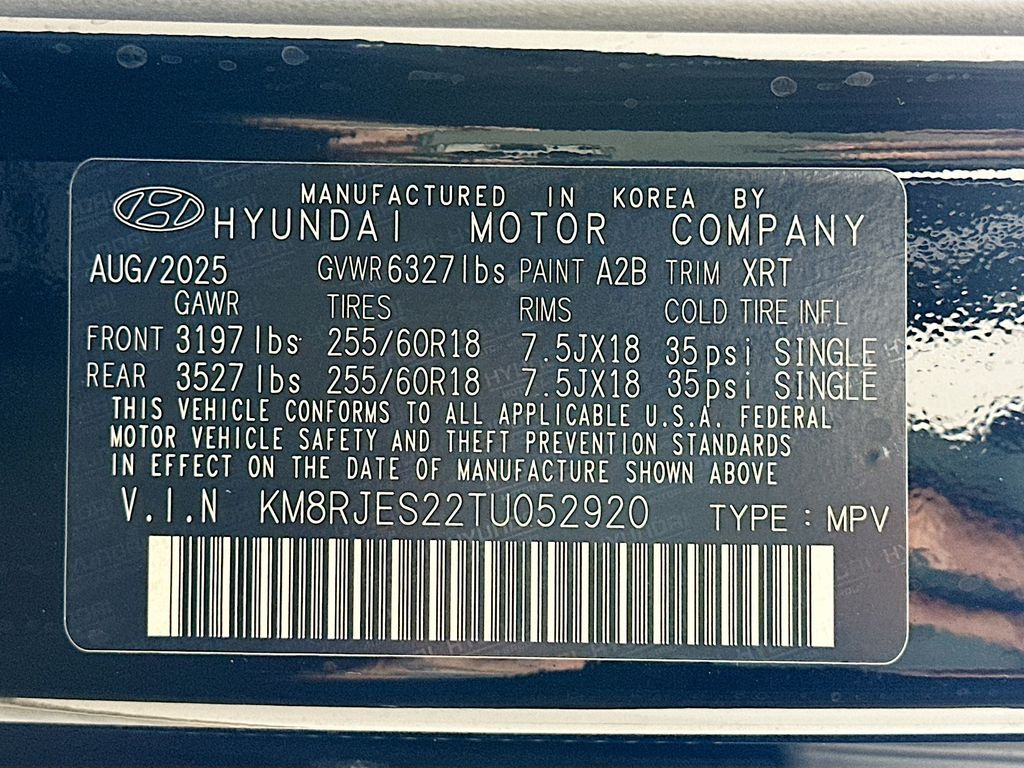 MANUFACTURED IN KOREA BY
HYUNDAI MOTOR COMPANY
AUG/2025 GVWR 6327lbs PAINT A2B TRIM XRT
GAWR TIRES RIMS COLD TIRE INFL
FRONT 3197lbs 255/60R18 7.5JX18 35psi SINGLE
REAR 3527lbs 255/60R18 7.5JX18 35psi SINGLE
THIS VEHICLE CONFORMS TO ALL APPLICABLE U.S.A. FEDERAL
MOTOR VEHICLE SAFETY AND THEFT PREVENTION STANDARDS
IN EFFECT ON THE DATE OF MANUFACTURE SHOWN ABOVE
V.I.N KM8RJES22TU052920 TYPE : MPV